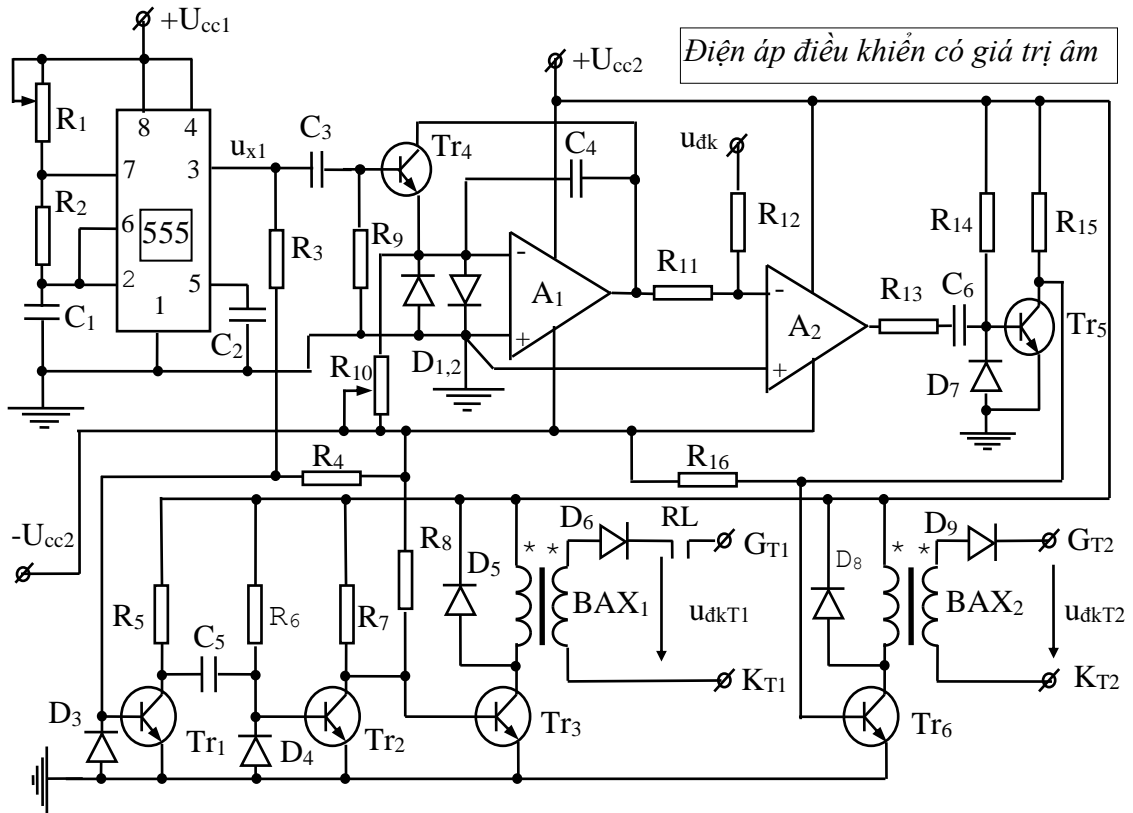 +Ucc1
Điện áp điều khiển có giá trị âm
+Ucc2
R1
8 4
C3
Tr4
C4
uđk
ux1
7 3
R2
6
555
R3
R9
R12
R14
R15
2 5
1
-
A1
+
R11
-
A2
+
R13
C6
Tr5
C1
C2
R10
D1,2
D7
R4
R16
-Ucc2
R8
D6
RL
GT1
D9
GT2
* *
* *
D5
D8
R5
C5
R6
R7
BAX1
uđkT1
BAX2
uđkT2
KT1
KT2
D3
Tr1
D4
Tr2
Tr3
Tr6